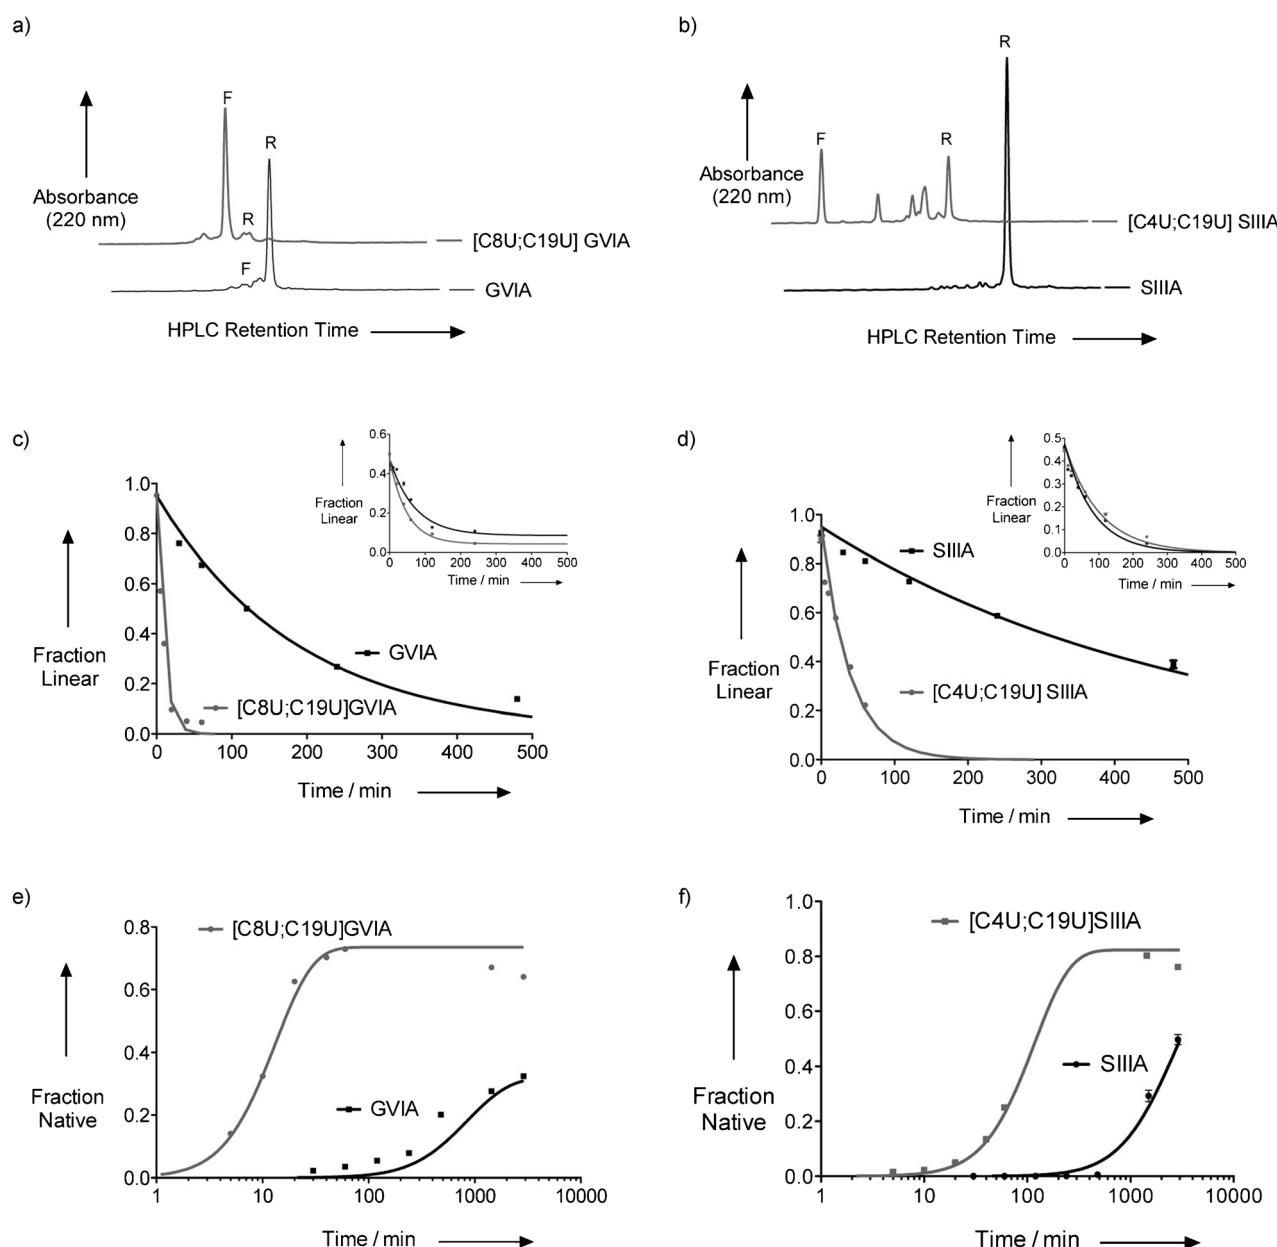 a)
F
R
Absorbance
(220 nm)
R
[C8U;C19U] GVIA
F
GVIA
HPLC Retention Time
b)
R
F
R
Absorbance
(220 nm)
[C4U;C19U] SIIIA
SIIIA
HPLC Retention Time
c)
0.6
0.4
0.2
0.0
Fraction
Linear
0 100 200 300 400 500
Time / min
1.0
0.8
0.6
0.4
0.2
0.0
Fraction
Linear
GVIA
[C8U;C19U]GVIA
0 100 200 300 400 500
Time / min
d)
0.5
0.4
0.3
0.2
0.1
0.0
Fraction
Linear
0 100 200 300 400 500
Time / min
1.0
0.8
0.6
0.4
0.2
0.0
SIIIA
Fraction
Linear
[C4U;C19U] SIIIA
0 100 200 300 400 500
Time / min
e)
0.8
0.6
0.4
0.2
0.0
[C8U;C19U]GVIA
Fraction
Native
GVIA
1 10 100 1000 10000
Time / min
f)
1.0
0.8
0.6
0.4
0.2
0.0
[C4U;C19U]SIIIA
Fraction
Native
SIIIA
1 10 100 1000 10000
Time / min